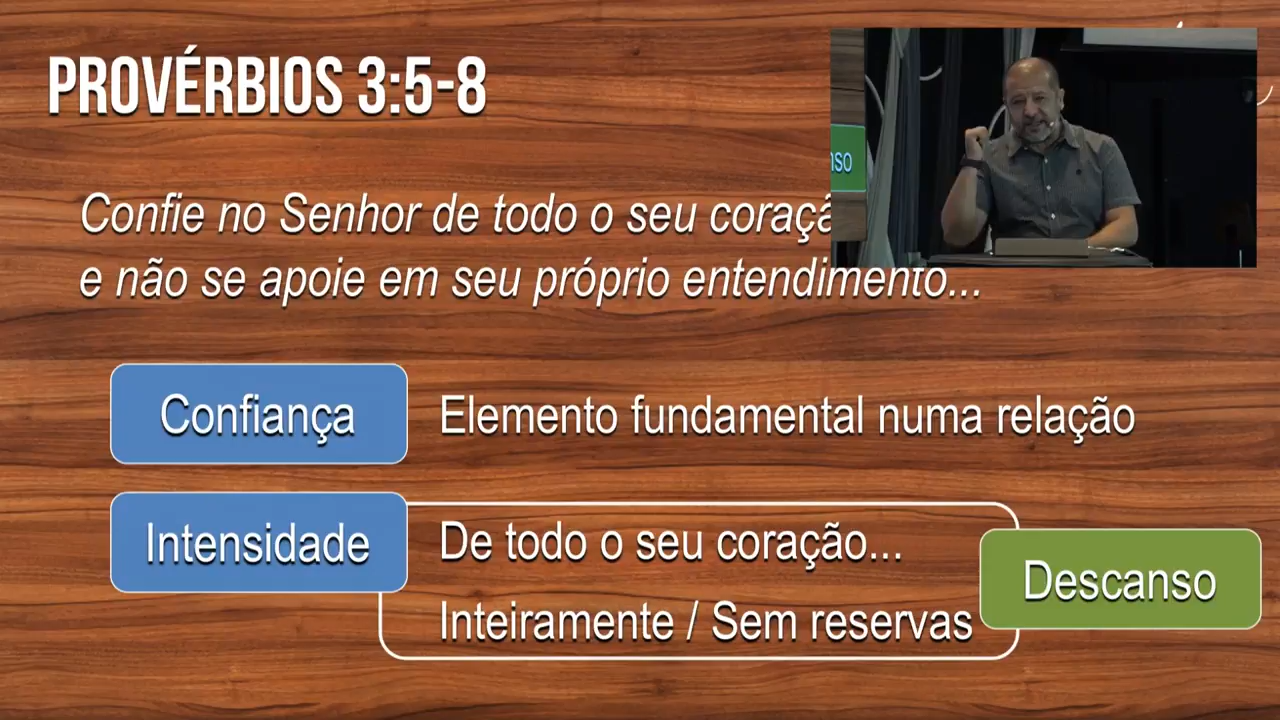 PROVÉRBIOS 3:5-8
Confie no Senhor de todo o seu coraçã
e não se apoie em seu próprio entendimento...
Confiança
Elemento fundamental numa relação
Intensidade
De todo o seu coração...
Inteiramente / Sem reservas
Descanso
nso